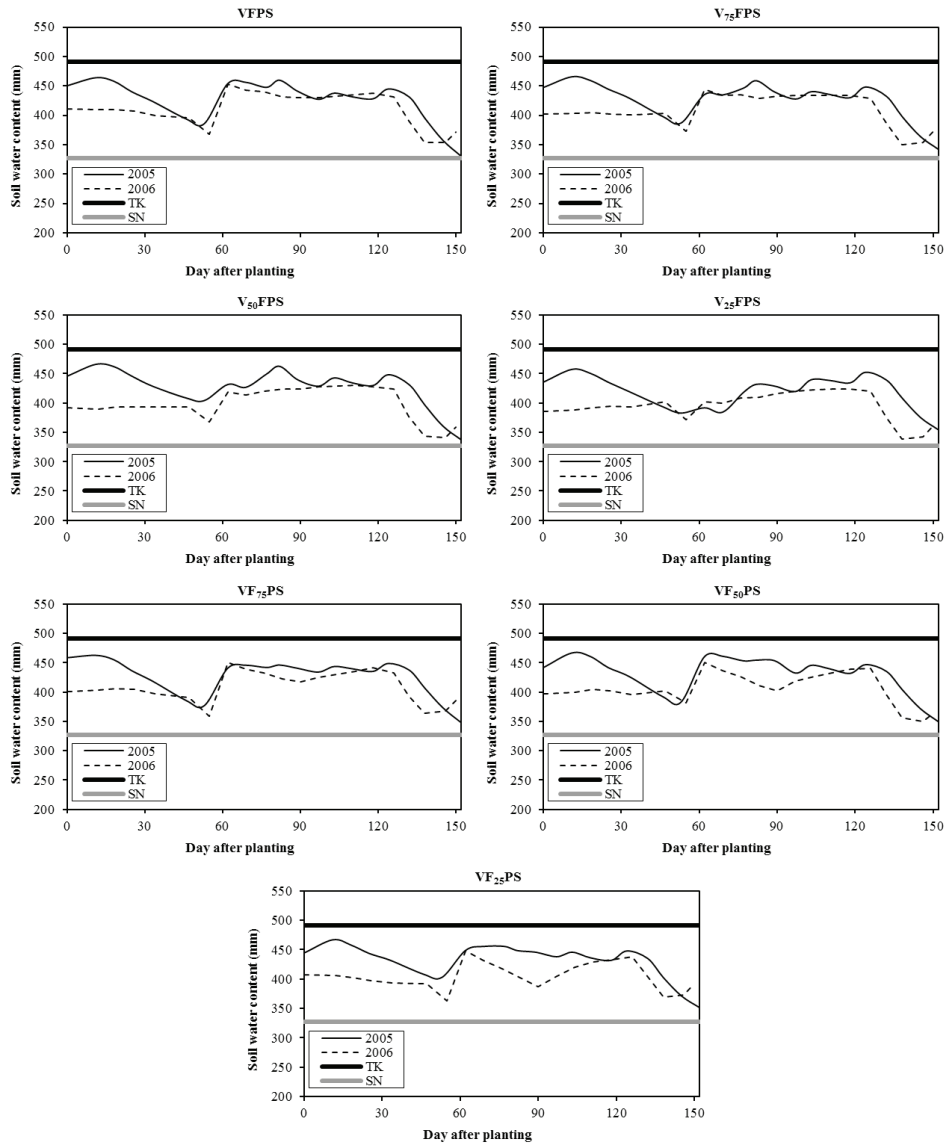 VFPS
Soil water content (mm)
550
500
450
400
350
300
250
200
2005
2006
TK
SN
0 30 60 90 120 150
Day after planting
V₇₅FPS
Soil water content (mm)
550
500
450
400
350
300
250
200
2005
2006
TK
SN
0 30 60 90 120 150
Day after planting
V₅₀FPS
Soil water content (mm)
550
500
450
400
350
300
250
200
2005
2006
TK
SN
0 30 60 90 120 150
Day after planting
V₂₅FPS
Soil water content (mm)
550
500
450
400
350
300
250
200
2005
2006
TK
SN
0 30 60 90 120 150
Day after planting
VF₇₅PS
Soil water content (mm)
550
500
450
400
350
300
250
200
2005
2006
TK
SN
0 30 60 90 120 150
Day after planting
VF₅₀PS
Soil water content (mm)
550
500
450
400
350
300
250
200
2005
2006
TK
SN
0 30 60 90 120 150
Day after planting
VF₂₅PS
Soil water content (mm)
550
500
450
400
350
300
250
200
2005
2006
TK
SN
0 30 60 90 120 150
Day after planting